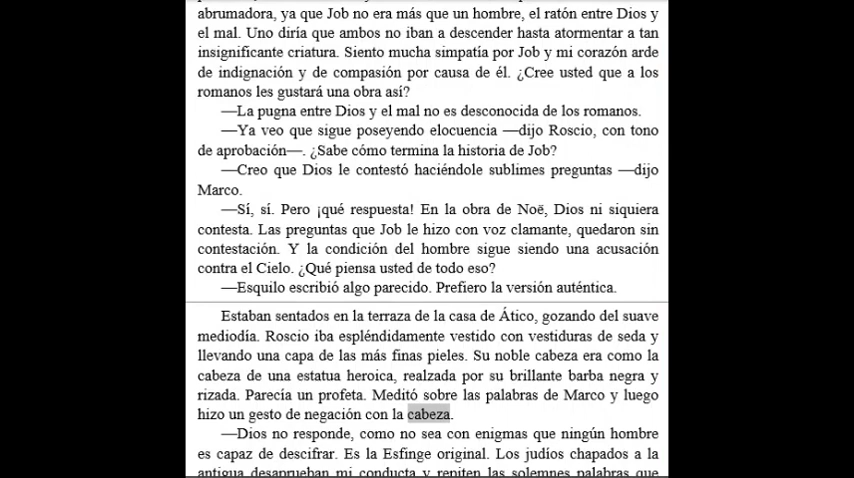 abrumadora, ya que Job no era más que un hombre, el ratón entre Dios y
el mal. Uno diría que ambos no iban a descender hasta atormentar a tan
insignificante criatura. Siento mucha simpatía por Job y mi corazón arde
de indignación y de compasión por causa de él. ¿Cree usted que a los
romanos les gustará una obra así?
—La pugna entre Dios y el mal no es desconocida de los romanos.
—Ya veo que sigue poseyendo elocuencia —dijo Roscio, con tono
de aprobación—. ¿Sabe cómo termina la historia de Job?
—Creo que Dios le contestó haciéndole sublimes preguntas —dijo
Marco.
—Sí, sí. Pero ¡qué respuesta! En la obra de Noë, Dios ni siquiera
contesta. Las preguntas que Job le hizo con voz clamante, quedaron sin
contestación. Y la condición del hombre sigue siendo una acusación
contra el Cielo. ¿Qué piensa usted de todo eso?
—Esquilo escribió algo parecido. Prefiero la versión auténtica.
Estaban sentados en la terraza de la casa de Ático, gozando del suave
mediodía. Roscio iba espléndidamente vestido con vestiduras de seda y
llevando una capa de las más finas pieles. Su noble cabeza era como la
cabeza de una estatua heroica, realzada por su brillante barba negra y
rizada. Parecía un profeta. Meditó sobre las palabras de Marco y luego
hizo un gesto de negación con la cabeza.
—Dios no responde, como no sea con enigmas que ningún hombre
es capaz de descifrar. Es la Esfinge original. Los judíos chapados a la
antigua desaprueban mi conducta y repiten las solemnes palabras que